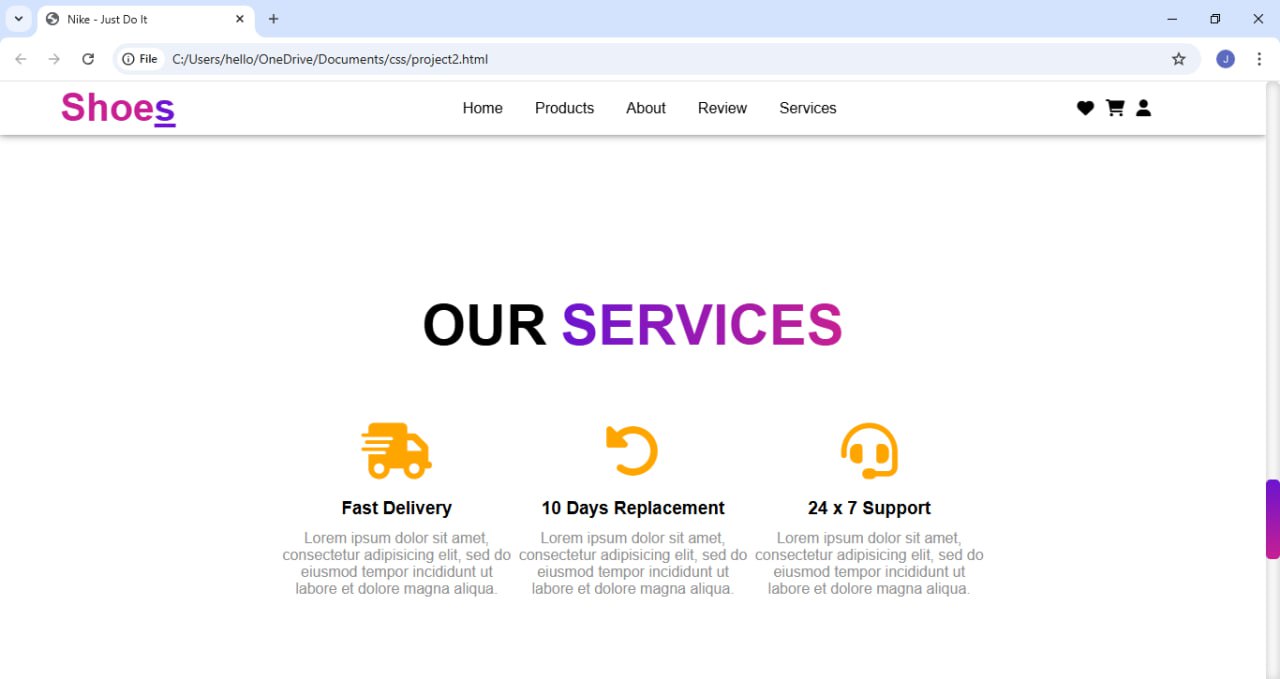 Nike - Just Do It
File C:/Users/hello/OneDrive/Documents/css/project2.html
J
Shoes
Home Products About Review Services
OUR SERVICES
Fast Delivery
Lorem ipsum dolor sit amet,
consectetur adipisicing elit, sed do
eiusmod tempor incididunt ut
labore et dolore magna aliqua.
10 Days Replacement
Lorem ipsum dolor sit amet,
consectetur adipisicing elit, sed do
eiusmod tempor incididunt ut
labore et dolore magna aliqua.
24 x 7 Support
Lorem ipsum dolor sit amet,
consectetur adipisicing elit, sed do
eiusmod tempor incididunt ut
labore et dolore magna aliqua.